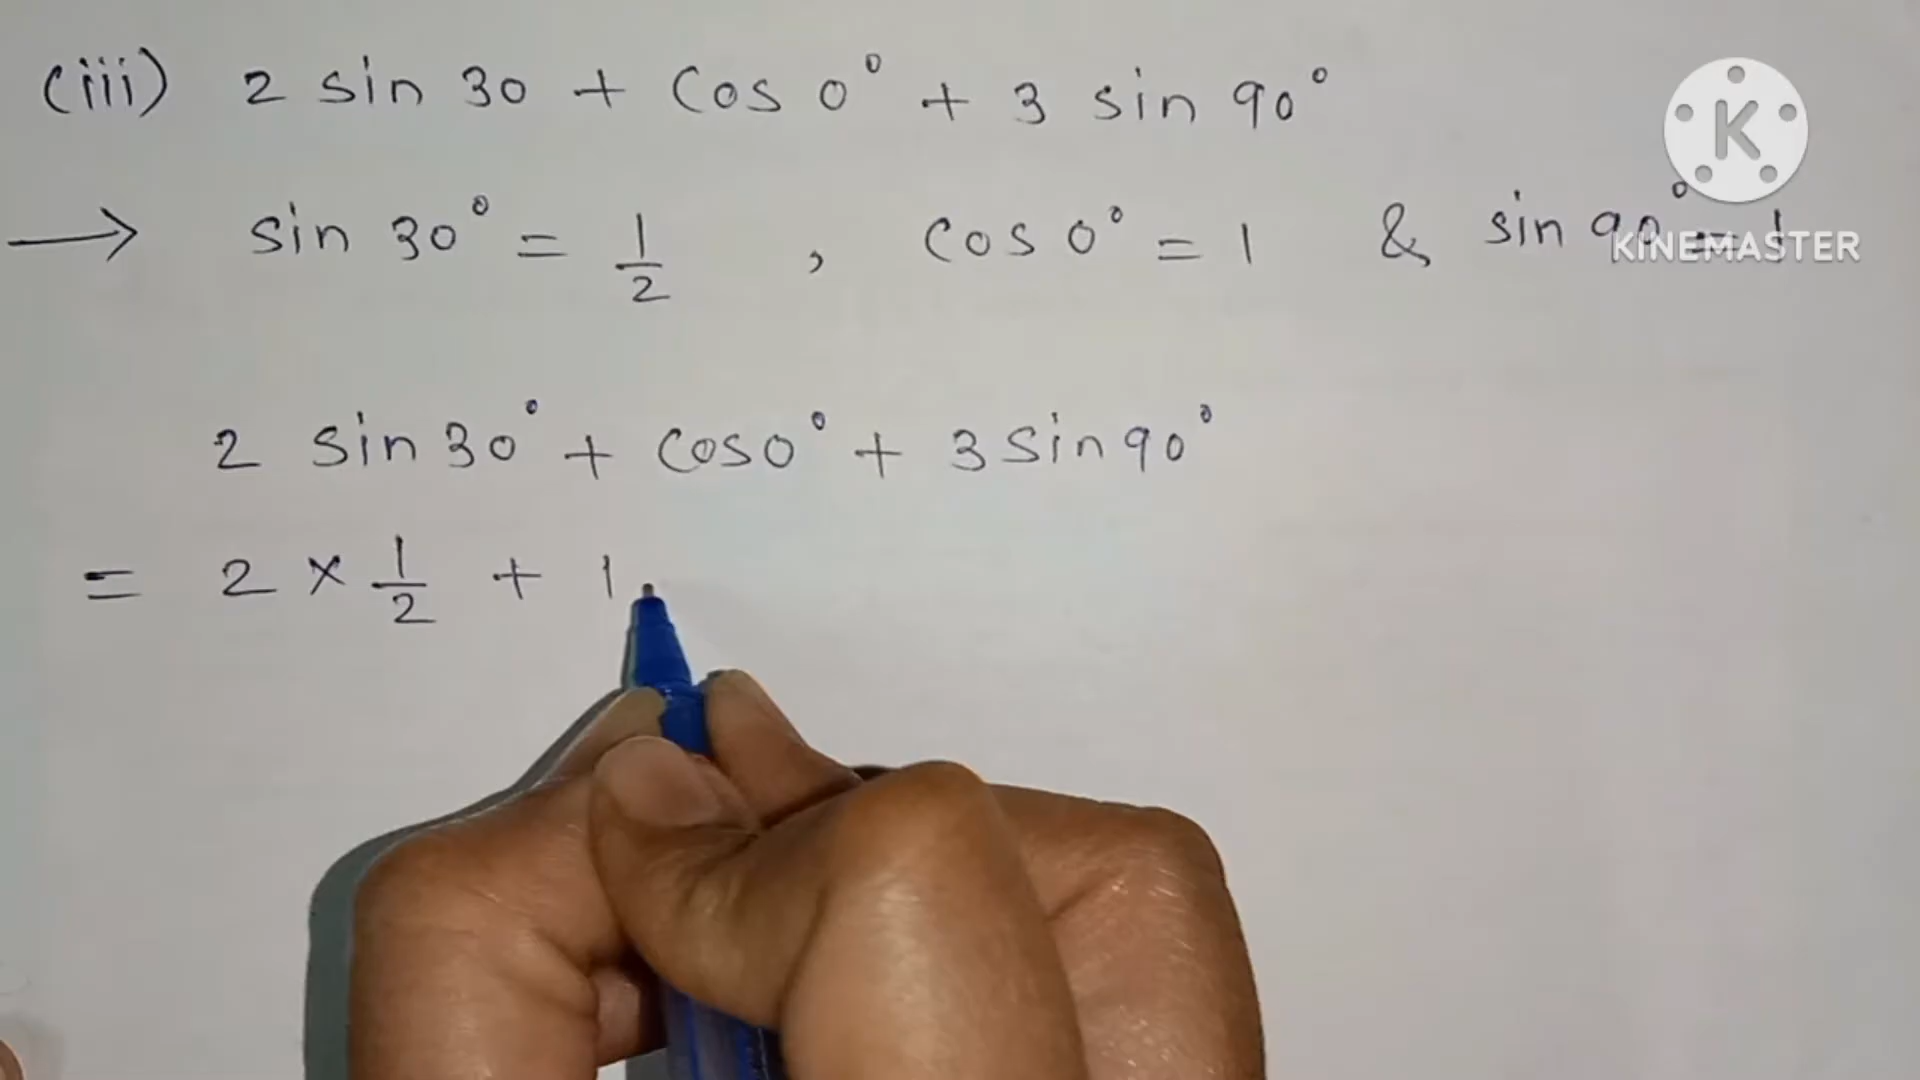 (iii) 2 sin 30 + cos 0° + 3 sin 90°
→ sin 30° = 1/2 , cos 0° = 1 & sin 90° = 1
K
KINEMASTER
2 sin 30° + cos 0° + 3 sin 90°
= 2 × 1/2 + 1